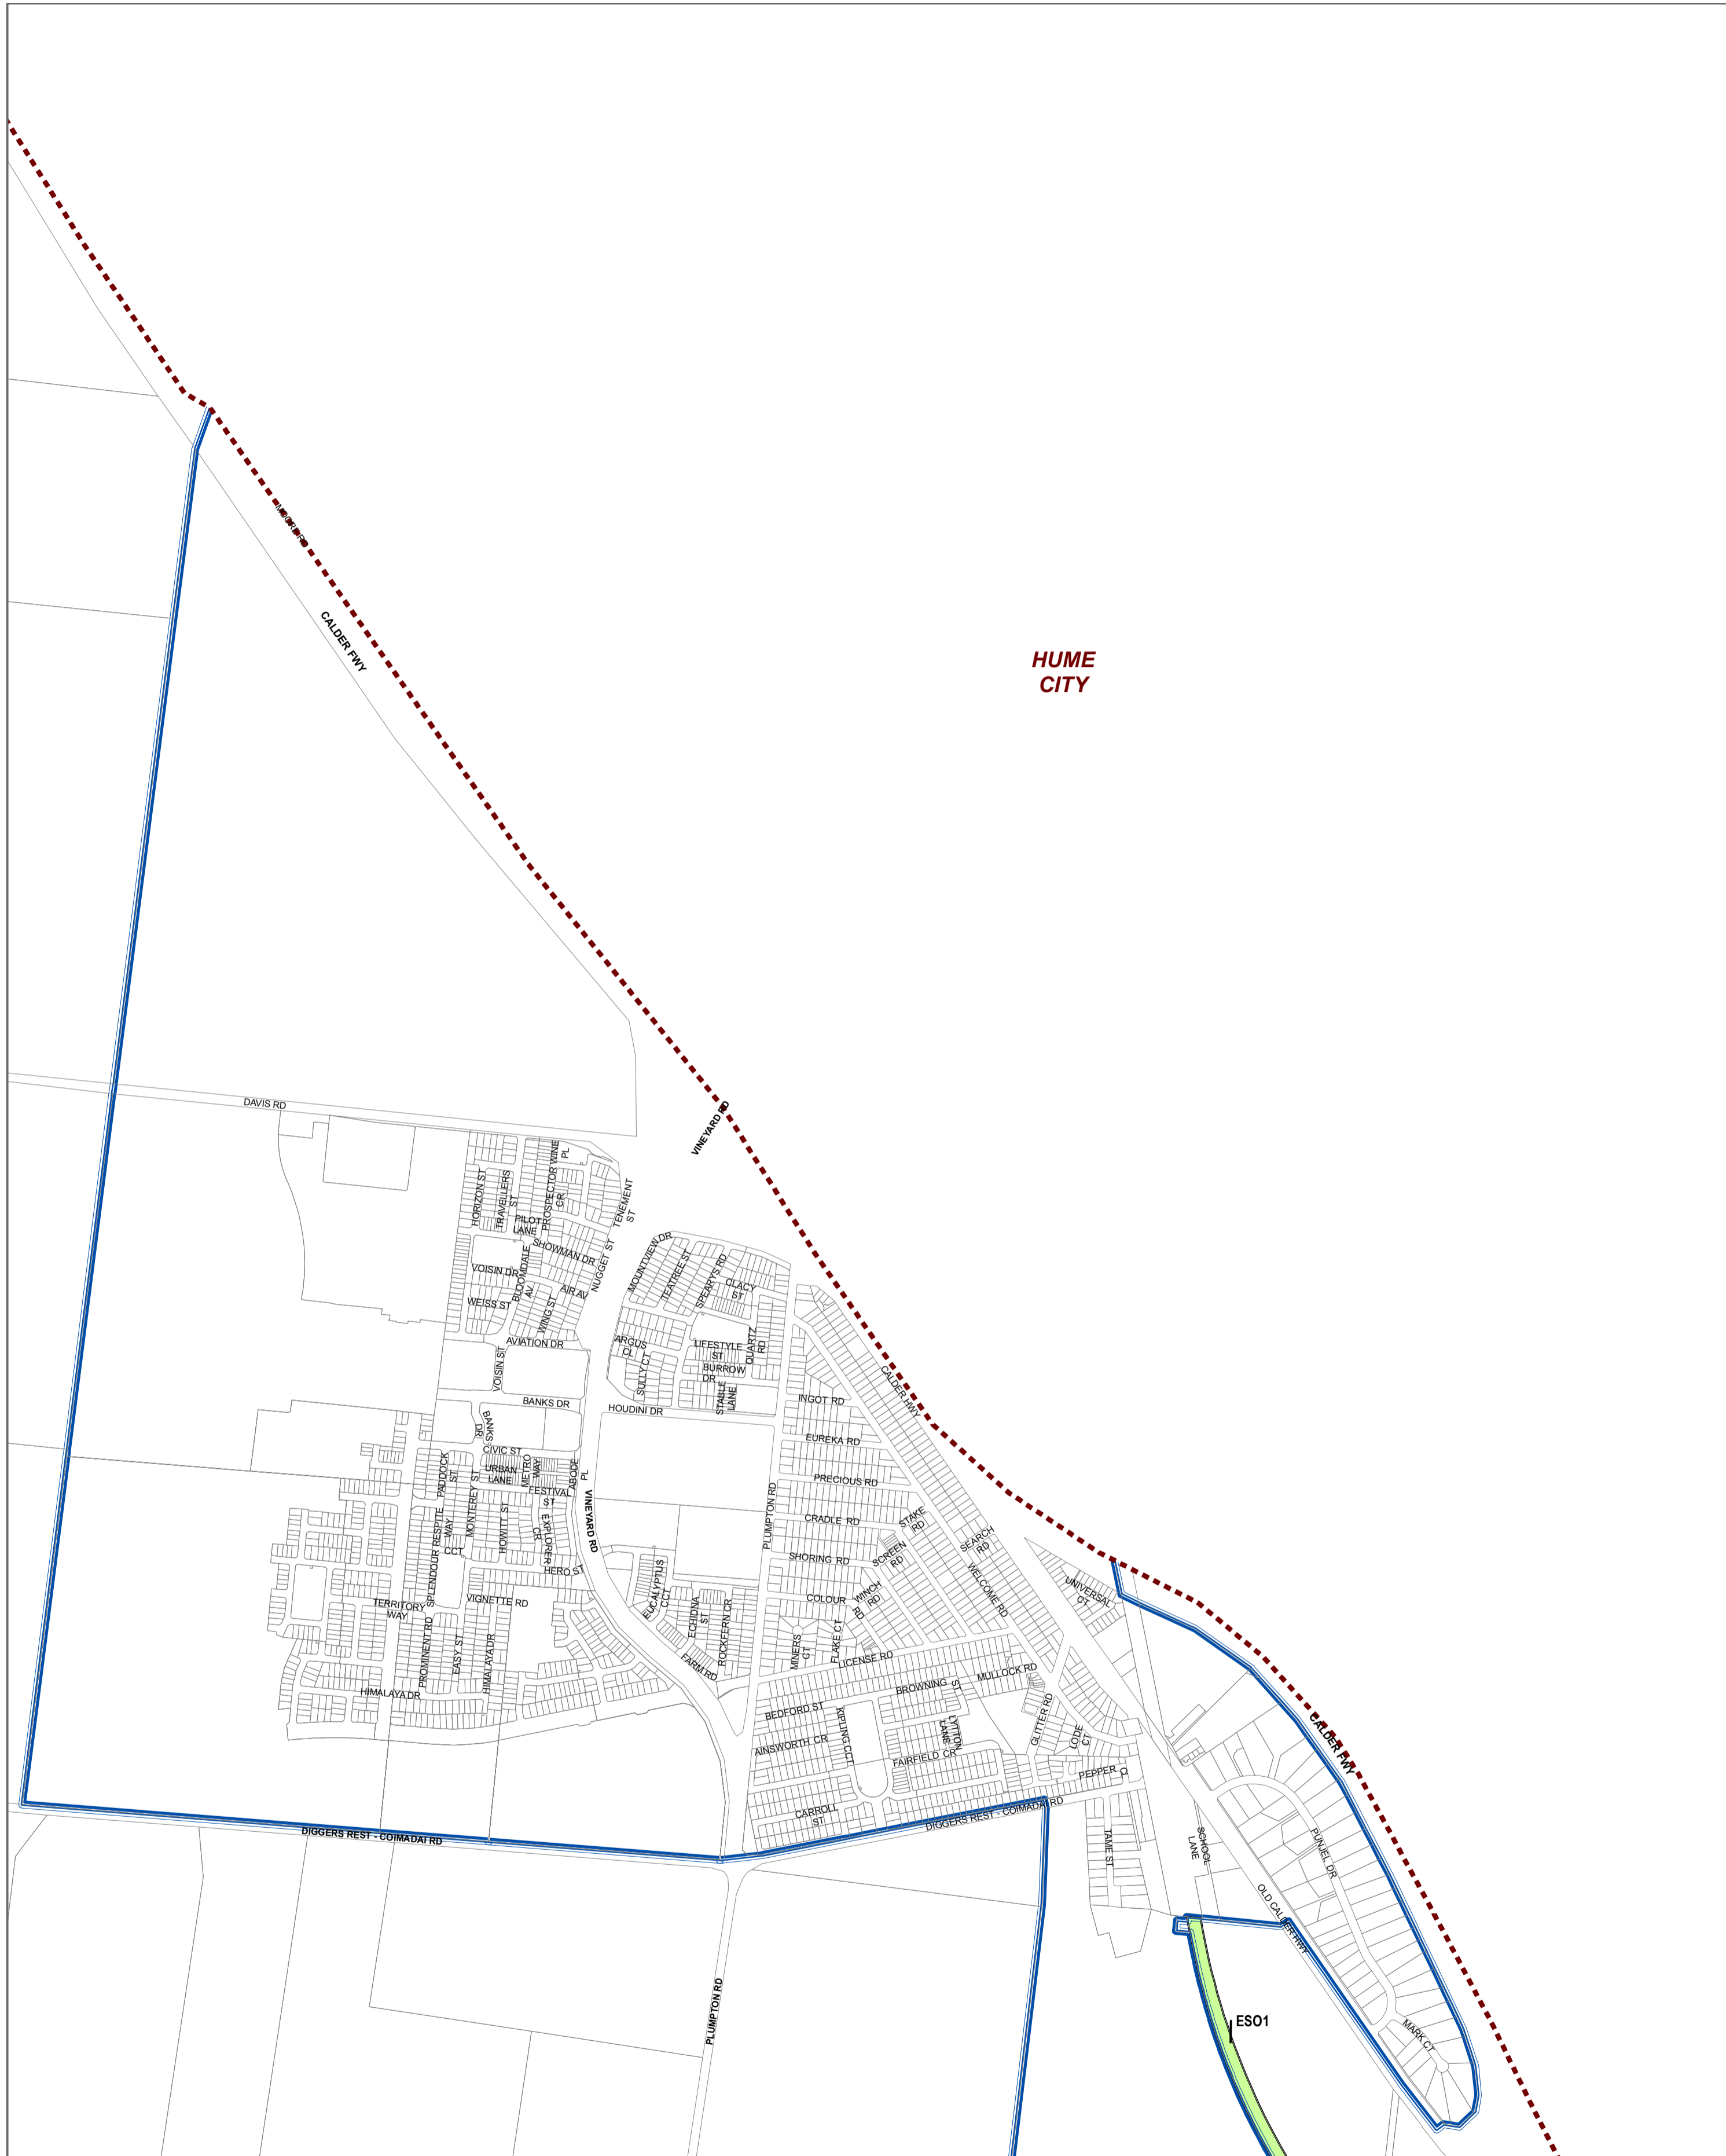 MOORE RD
CALDER FWY
HUME
CITY
DAVIS RD
VINEYARD RD
HORIZON ST
TRAVELLERS
ST
PROSPECTOR
CR
WINE
PL
TENEMENT
ST
PILOT
LANE
SHOWMAN DR
NUGGET ST
VOISIN DR
BLOOMDALE
AV
AIR AV
WEISS ST
WING ST
AVIATION DR
VOISIN ST
MOUNTVIEW DR
TEATREE ST
SPEARYS RD
CLACY
ST
ARGUS
CL
SULLY CT
LIFESTYLE
ST
QUARTZ
RD
BURROW
DR
STABLE
LANE
HOUDINI DR
BANKS DR
BANKS
DR
CIVIC ST
URBAN
LANE
METRO
WAY
ABODE
PL
PADDOCK
ST
MONTEREY ST
FESTIVAL
ST
HOWITT ST
EXPLORER
CR
RESPITE
WAY
SPLENDOUR
CCT
HERO ST
VINEYARD RD
VIGNETTE RD
TERRITORY
WAY
PROMINENT RD
EASY ST
HIMALAYA DR
HIMALAYA DR
INGOT RD
CALDER HWY
EUREKA RD
PRECIOUS RD
PLUMPTON RD
CRADLE RD
STAKE
RD
SHORING RD
SCREEN
RD
SEARCH
RD
WELCOME RD
COLOUR
RD
WINCH
RD
UNIVERSAL
CT
EUCALYPTUS
CCT
ECHIDNA
ST
ROCKFERN CR
FARM RD
MINERS
CT
FLAKE CT
LICENSE RD
MULLOCK RD
BROWNING
ST
BEDFORD ST
KIPLING CCT
AINSWORTH CR
LYTTON
LANE
GLITTER RD
LODE
CT
FAIRFIELD CR
PEPPER
CL
CARROLL
ST
DIGGERS REST - COIMADAI RD
DIGGERS REST - COIMADAI RD
CALDER FWY
TAME ST
SCHOOL
LANE
PUNJEL DR
OLD CALDER HWY
PLUMPTON RD
ESO1
MARK CT